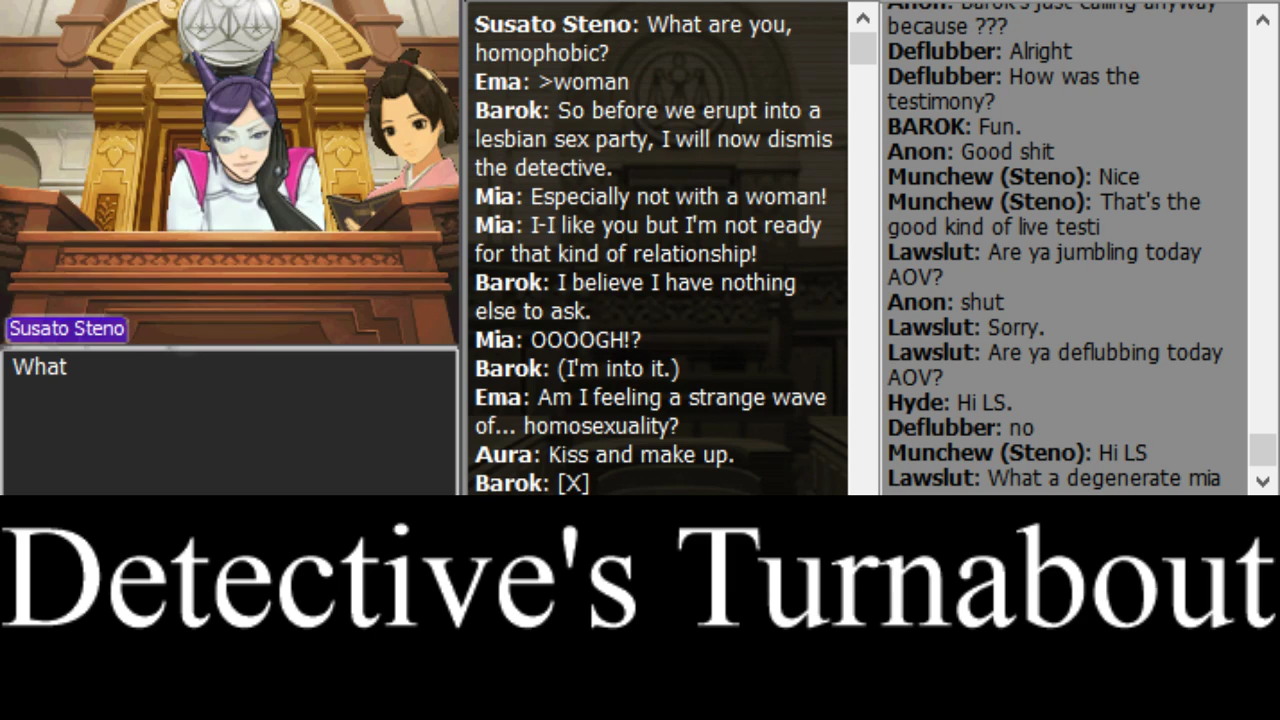 Susato Steno
What
Susato Steno: What are you,
homophobic?
Ema: >woman
Barok: So before we erupt into a
lesbian sex party, I will now dismis
the detective.
Mia: Especially not with a woman!
Mia: I-I like you but I'm not ready
for that kind of relationship!
Barok: I believe I have nothing
else to ask.
Mia: OOOOGH!?
Barok: (I'm into it.)
Ema: Am I feeling a strange wave
of... homosexuality?
Aura: Kiss and make up.
Barok: [X]
Anon: Barok's just calling anyway
because ???
Deflubber: Alright
Deflubber: How was the
testimony?
BAROK: Fun.
Anon: Good shit
Munchew (Steno): Nice
Munchew (Steno): That's the
good kind of live testi
Lawslut: Are ya jumbling today
AOV?
Anon: shut
Lawslut: Sorry.
Lawslut: Are ya deflubbing today
AOV?
Hyde: Hi LS.
Deflubber: no
Munchew (Steno): Hi LS
Lawslut: What a degenerate mia
Detective's Turnabout